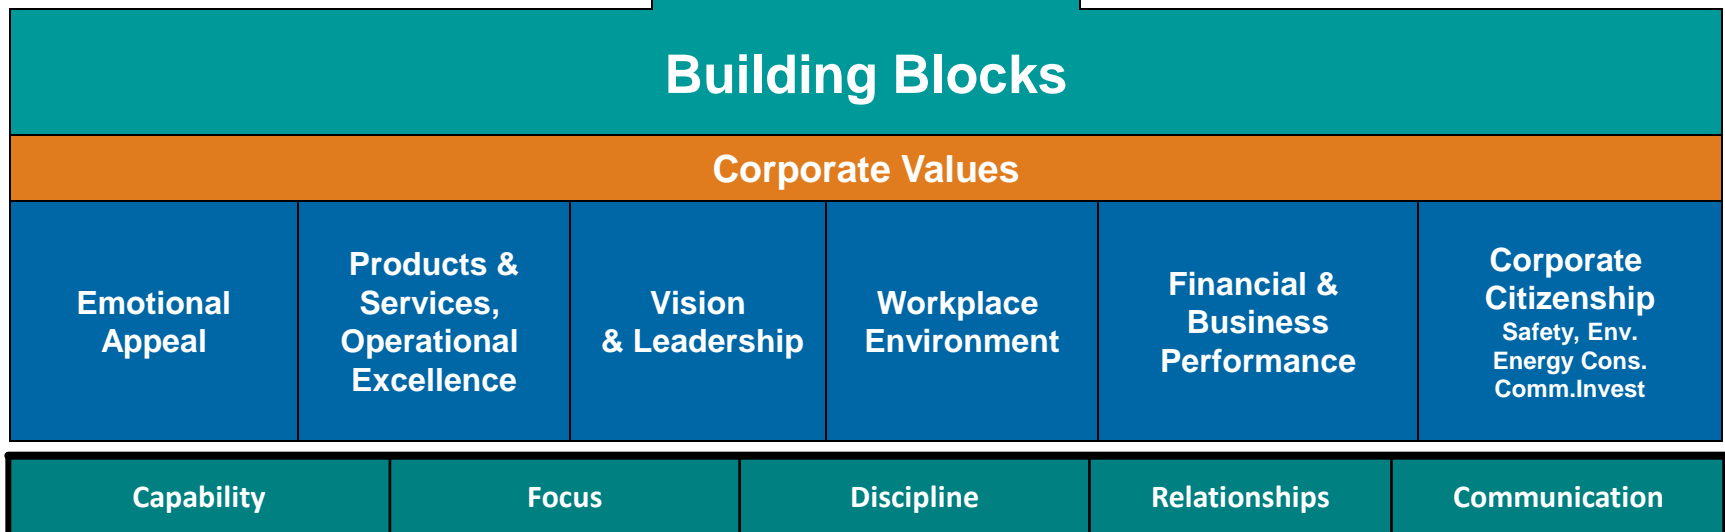 Building Blocks
Corporate Values
Emotional
Appeal
Products &
Services,
Operational
Excellence
Vision
& Leadership
Workplace
Environment
Financial &
Business
Performance
Corporate
Citizenship
Safety, Env.
Energy Cons.
Comm.Invest
Capability
Focus
Discipline
Relationships
Communication